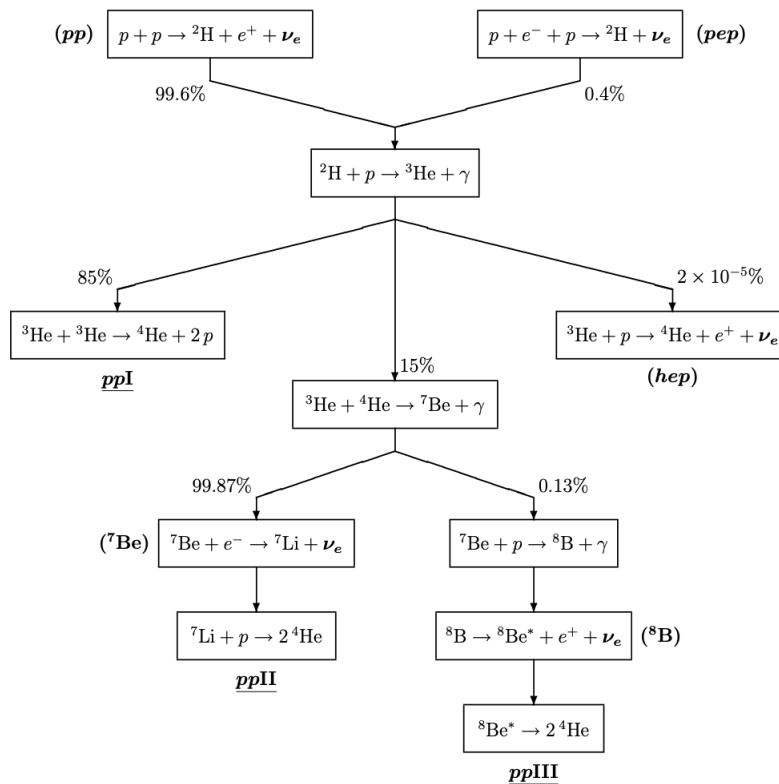 (pp) p + p → ²H + e⁺ + νₑ p + e⁻ + p → ²H + νₑ (pep)
99.6% 0.4%
²H + p → ³He + γ
85% 2 × 10⁻⁵%
³He + ³He → ⁴He + 2 p ³He + p → ⁴He + e⁺ + νₑ
ppI (hep)
15%
³He + ⁴He → ⁷Be + γ
99.87% 0.13%
(⁷Be) ⁷Be + e⁻ → ⁷Li + νₑ ⁷Be + p → ⁸B + γ
⁷Li + p → 2 ⁴He ⁸B → ⁸Be* + e⁺ + νₑ (⁸B)
ppII
⁸Be* → 2 ⁴He
ppIII